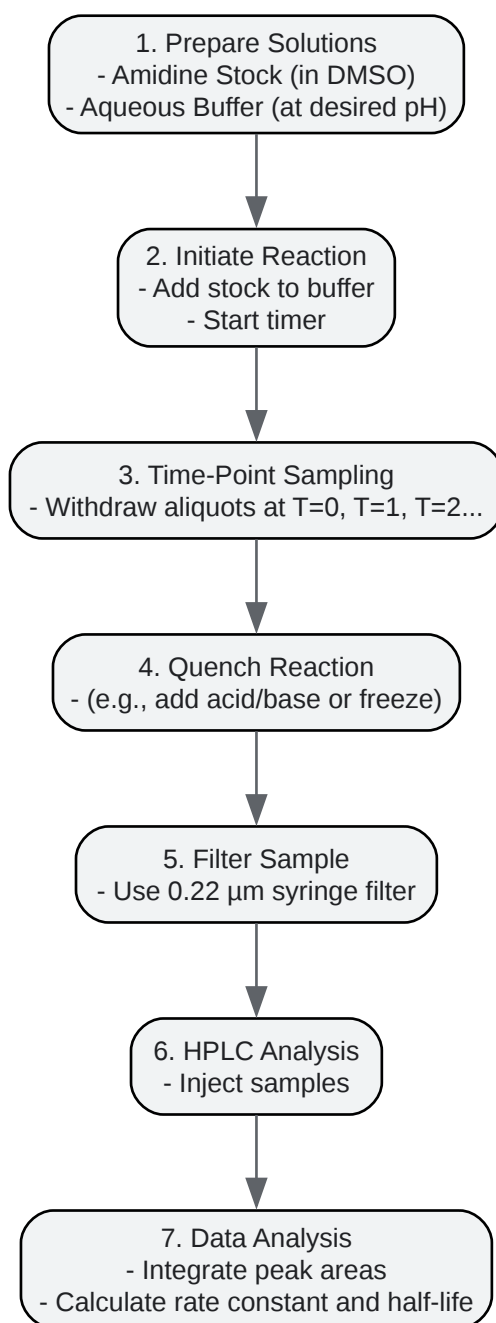 1. Prepare Solutions
- Amidine Stock (in DMSO)
- Aqueous Buffer (at desired pH)
2. Initiate Reaction
- Add stock to buffer
- Start timer
3. Time-Point Sampling
- Withdraw aliquots at T=0, T=1, T=2...
4. Quench Reaction
- (e.g., add acid/base or freeze)
5. Filter Sample
- Use 0.22 µm syringe filter
6. HPLC Analysis
- Inject samples
7. Data Analysis
- Integrate peak areas
- Calculate rate constant and half-life